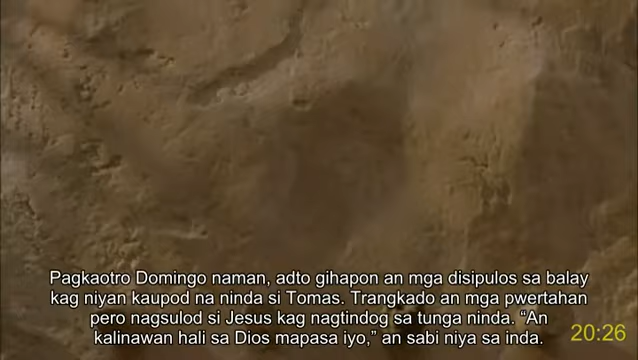 Pagkaotro Domingo naman, adto gihapon an mga disipulos sa balay
kag niyan kaupod na ninda si Tomas. Trangkado an mga pwertahan
pero nagsulod si Jesus kag nagtindog sa tunga ninda. “An
kalinawan hali sa Dios mapasa iyo,” an sabi niya sa inda.
20:26